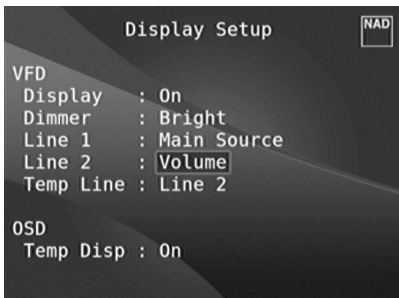 Display Setup
NAD
VFD
Display : On
Dimmer : Bright
Line 1 : Main Source
Line 2 : Volume
Temp Line : Line 2
OSD
Temp Disp : On